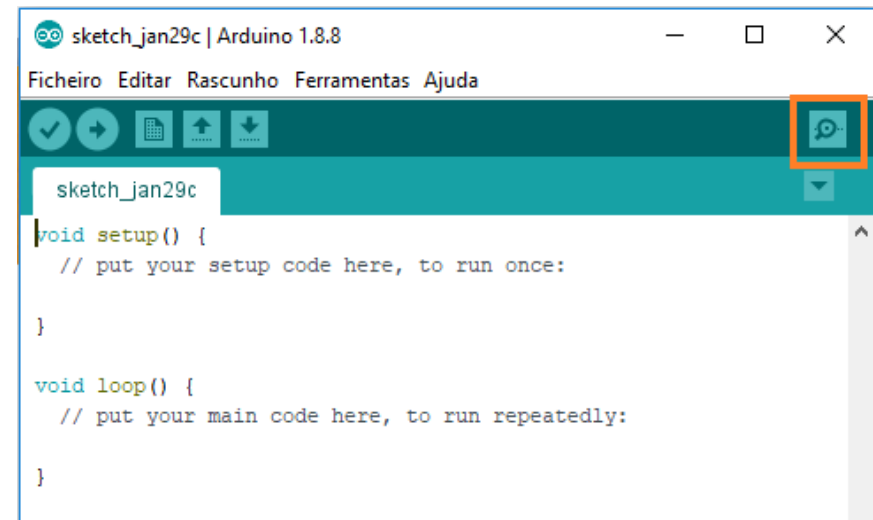 sketch_jan29c | Arduino 1.8.8
Ficheiro Editar Rascunho Ferramentas Ajuda
sketch_jan29c
void setup() {
  // put your setup code here, to run once:
}
void loop() {
  // put your main code here, to run repeatedly:
}